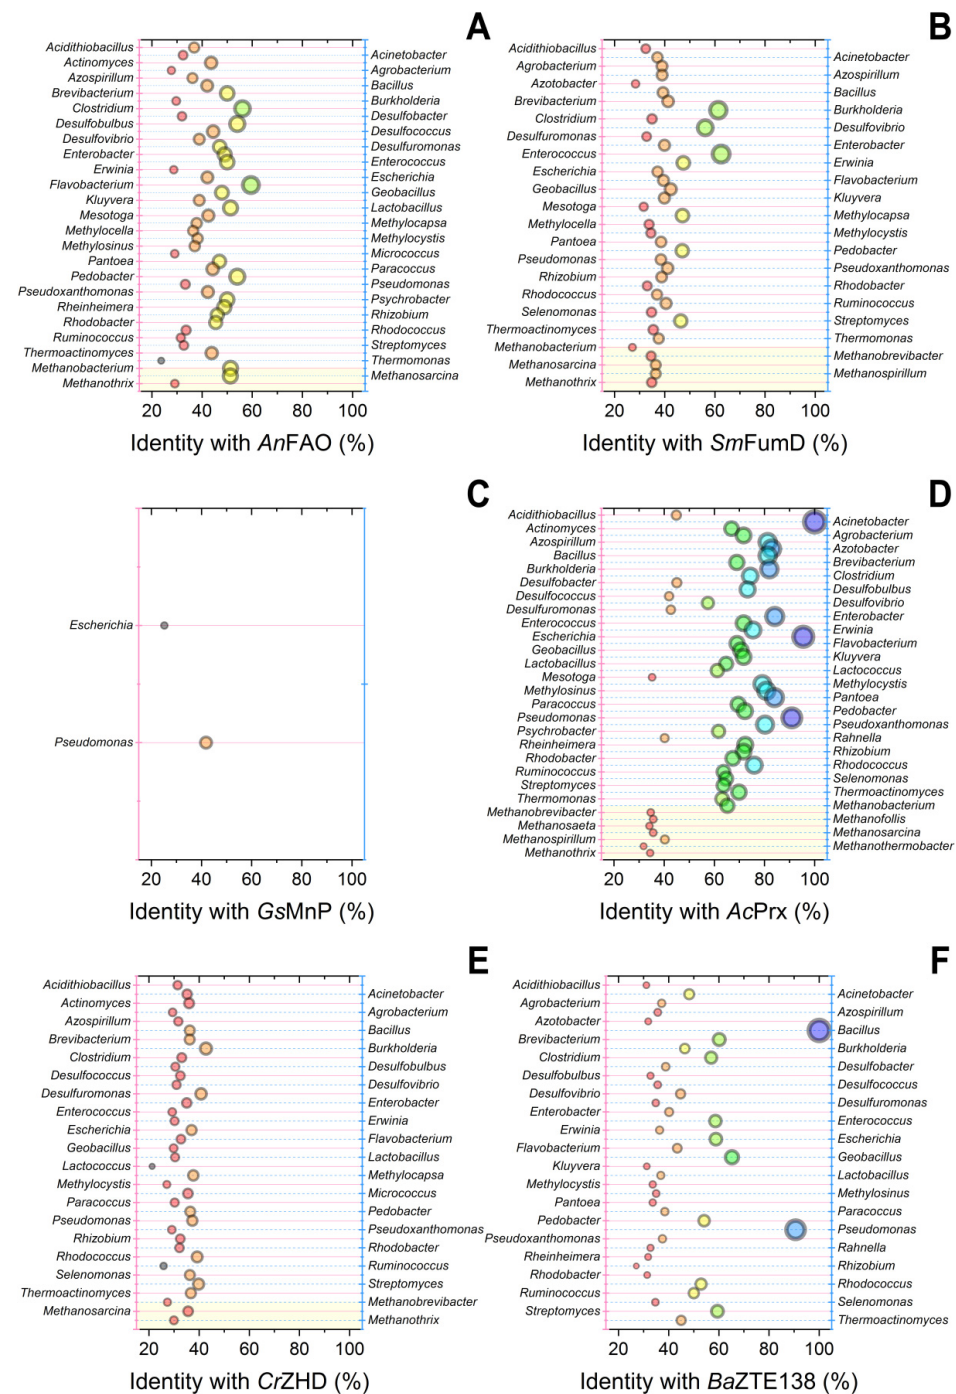 A
Acidithiobacillus
Acinetobacter
Actinomyces
Agrobacterium
Azospirillum
Bacillus
Brevibacterium
Burkholderia
Clostridium
Desulfobacter
Desulfobulbus
Desulfococcus
Desulfovibrio
Desulfuromonas
Enterobacter
Enterococcus
Erwinia
Escherichia
Flavobacterium
Geobacillus
Kluyvera
Lactobacillus
Mesotoga
Methylocapsa
Methylocella
Methylocystis
Methylosinus
Micrococcus
Pantoea
Paracoccus
Pedobacter
Pseudomonas
Pseudoxanthomonas
Psychrobacter
Rheinheimera
Rhizobium
Rhodobacter
Rhodococcus
Ruminococcus
Streptomyces
Thermoactinomyces
Thermomonas
Methanobacterium
Methanosarcina
Methanothrix
20 40 60 80 100
Identity with AnFAO (%)
B
Acidithiobacillus
Acinetobacter
Agrobacterium
Azospirillum
Azotobacter
Bacillus
Brevibacterium
Burkholderia
Clostridium
Desulfovibrio
Desulfuromonas
Enterobacter
Enterococcus
Erwinia
Escherichia
Flavobacterium
Geobacillus
Kluyvera
Mesotoga
Methylocapsa
Methylocella
Methylocystis
Pantoea
Pedobacter
Pseudomonas
Pseudoxanthomonas
Rhizobium
Rhodobacter
Rhodococcus
Ruminococcus
Selenomonas
Streptomyces
Thermoactinomyces
Thermomonas
Methanobacterium
Methanobrevibacter
Methanosarcina
Methanospirillum
Methanothrix
20 40 60 80 100
Identity with SmFumD (%)
C
Escherichia
Pseudomonas
20 40 60 80 100
Identity with GsMnP (%)
D
Acidithiobacillus
Acinetobacter
Actinomyces
Agrobacterium
Azospirillum
Azotobacter
Bacillus
Brevibacterium
Burkholderia
Clostridium
Desulfobacter
Desulfobulbus
Desulfococcus
Desulfovibrio
Desulfuromonas
Enterobacter
Enterococcus
Erwinia
Escherichia
Flavobacterium
Geobacillus
Kluyvera
Lactobacillus
Lactococcus
Mesotoga
Methylocystis
Methylosinus
Pantoea
Paracoccus
Pedobacter
Pseudomonas
Pseudoxanthomonas
Psychrobacter
Rahnella
Rheinheimera
Rhizobium
Rhodobacter
Rhodococcus
Ruminococcus
Selenomonas
Streptomyces
Thermoactinomyces
Thermomonas
Methanobacterium
Methanobrevibacter
Methanofollis
Methanosaeta
Methanosarcina
Methanospirillum
Methanothermobacter
Methanothrix
20 40 60 80 100
Identity with AcPrx (%)
E
Acidithiobacillus
Acinetobacter
Actinomyces
Agrobacterium
Azospirillum
Bacillus
Brevibacterium
Burkholderia
Clostridium
Desulfobulbus
Desulfococcus
Desulfovibrio
Desulfuromonas
Enterobacter
Enterococcus
Erwinia
Escherichia
Flavobacterium
Geobacillus
Lactobacillus
Lactococcus
Methylocapsa
Methylocystis
Micrococcus
Paracoccus
Pedobacter
Pseudomonas
Pseudoxanthomonas
Rhizobium
Rhodobacter
Rhodococcus
Ruminococcus
Selenomonas
Streptomyces
Thermoactinomyces
Methanobrevibacter
Methanosarcina
Methanothrix
20 40 60 80 100
Identity with CrZHD (%)
F
Acidithiobacillus
Acinetobacter
Agrobacterium
Azospirillum
Azotobacter
Bacillus
Brevibacterium
Burkholderia
Clostridium
Desulfobacter
Desulfobulbus
Desulfococcus
Desulfovibrio
Desulfuromonas
Enterobacter
Enterococcus
Erwinia
Escherichia
Flavobacterium
Geobacillus
Kluyvera
Lactobacillus
Methylocystis
Methylosinus
Pantoea
Paracoccus
Pedobacter
Pseudomonas
Pseudoxanthomonas
Rahnella
Rheinheimera
Rhizobium
Rhodobacter
Rhodococcus
Ruminococcus
Selenomonas
Streptomyces
Thermoactinomyces
20 40 60 80 100
Identity with BaZTE138 (%)